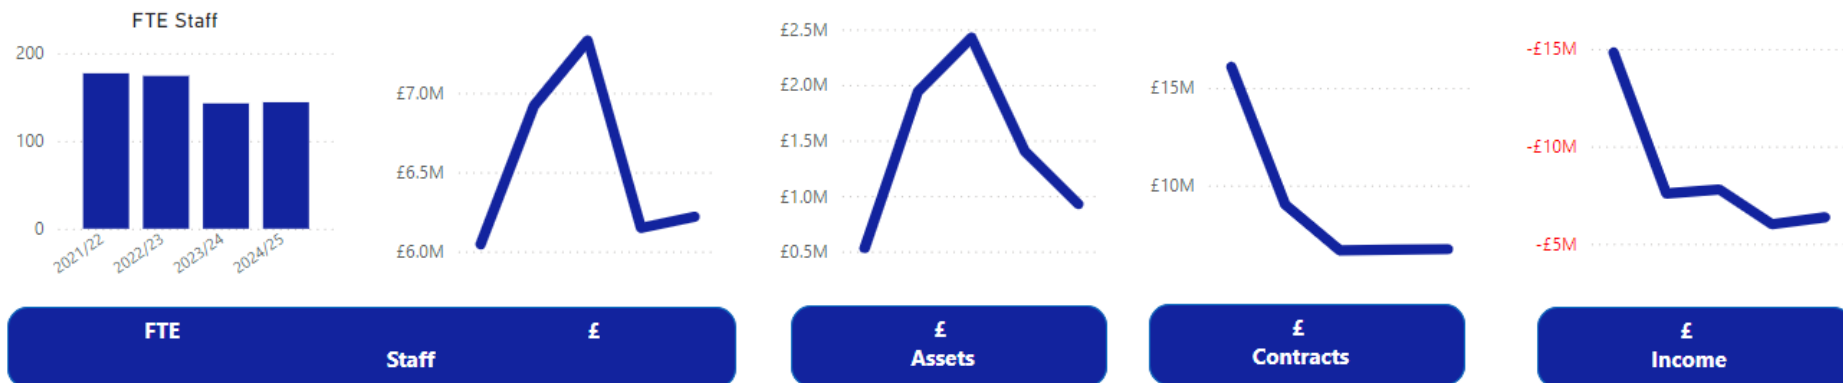 FTE Staff
200
100
0
2021/22
2022/23
2023/24
2024/25
£7.0M
£6.5M
£6.0M
FTE
£
Staff
£2.5M
£2.0M
£1.5M
£1.0M
£0.5M
£
Assets
£15M
£10M
£
Contracts
-£15M
-£10M
-£5M
£
Income